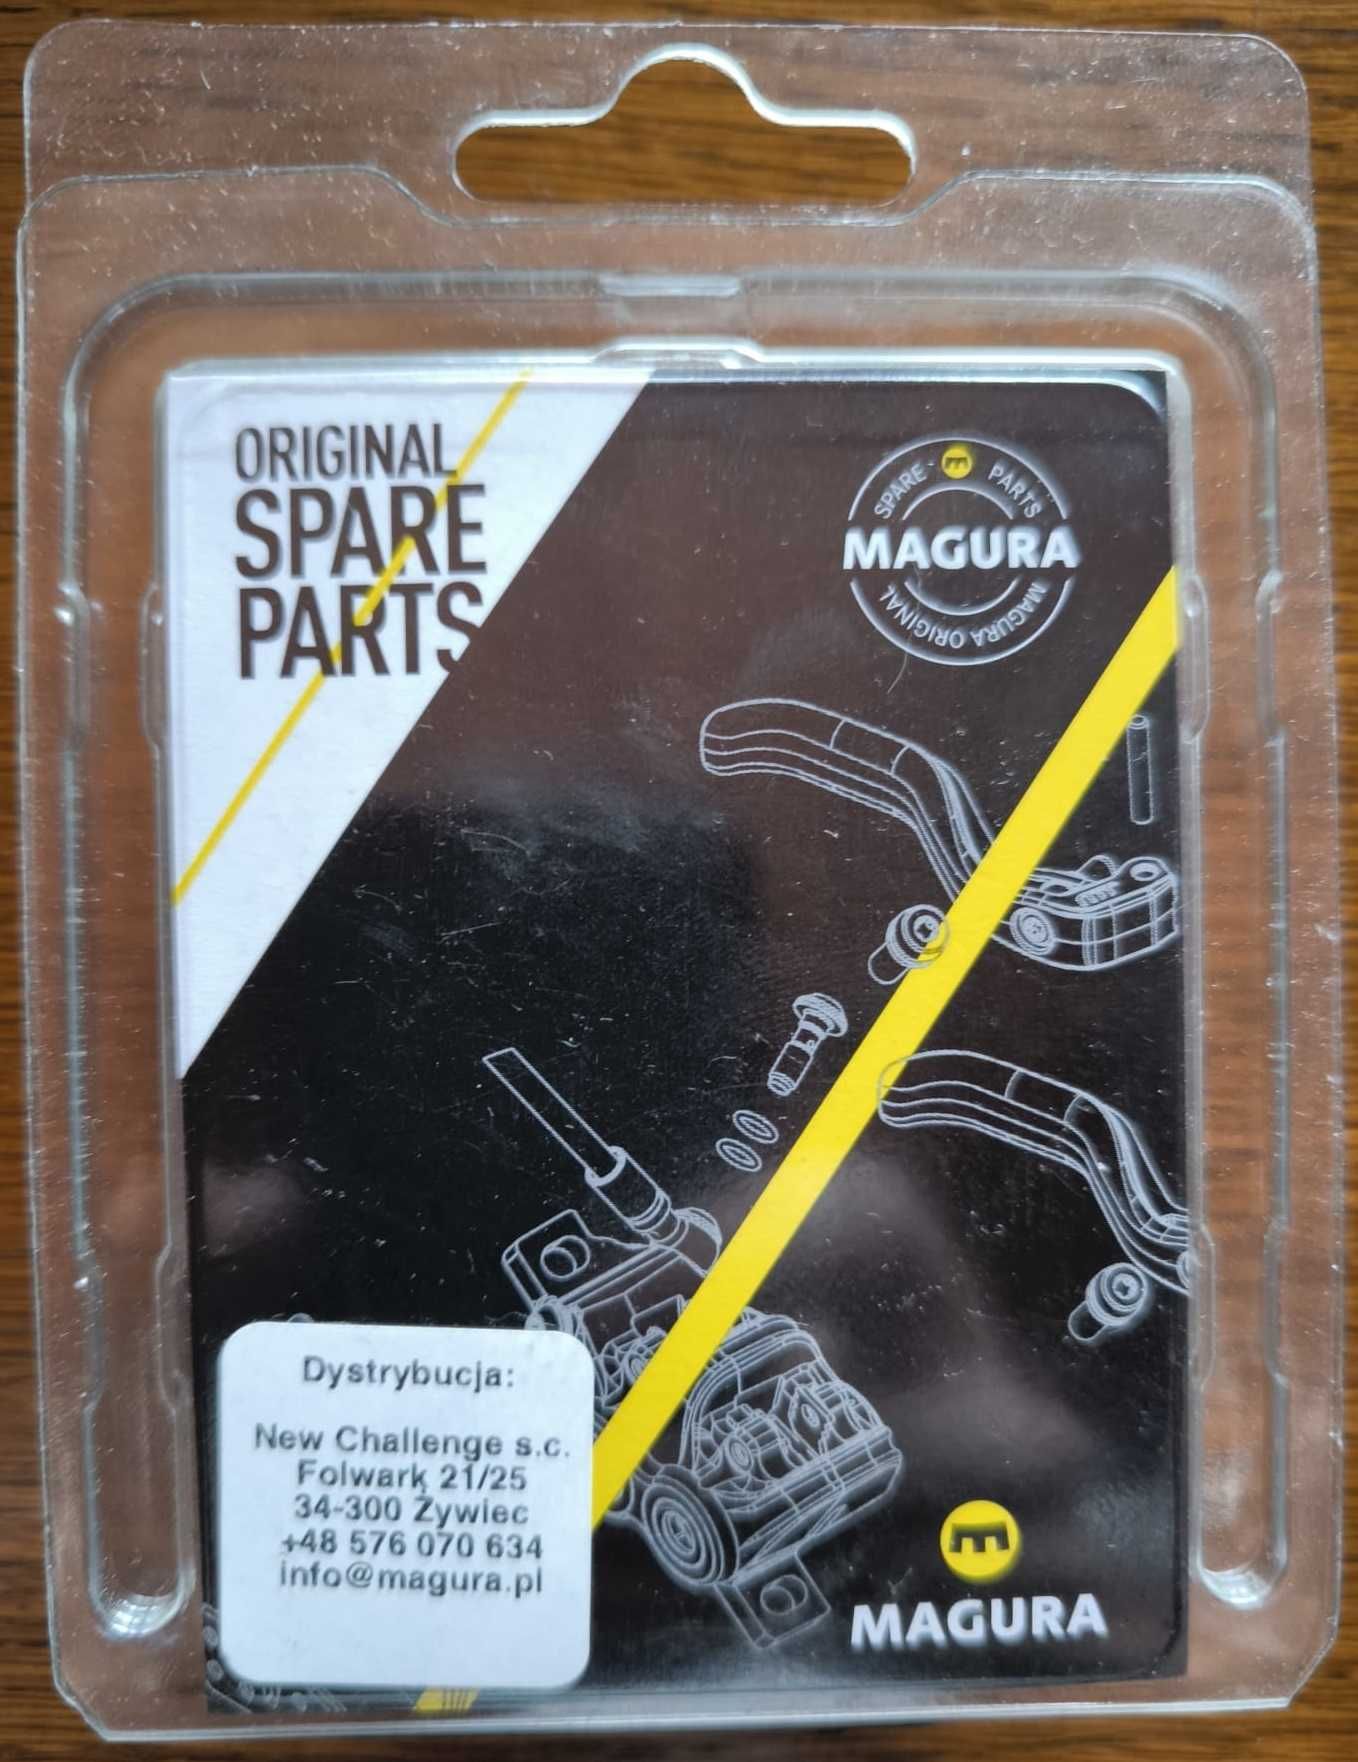 ORIGINAL
SPARE
PARTS
SPARE PARTS
MAGURA
MAGURA ORIGINAL
Dystrybucja:
New Challenge s.c.
Folwark 21/25
34-300 Żywiec
+48 576 070 634
info@magura.pl
MAGURA